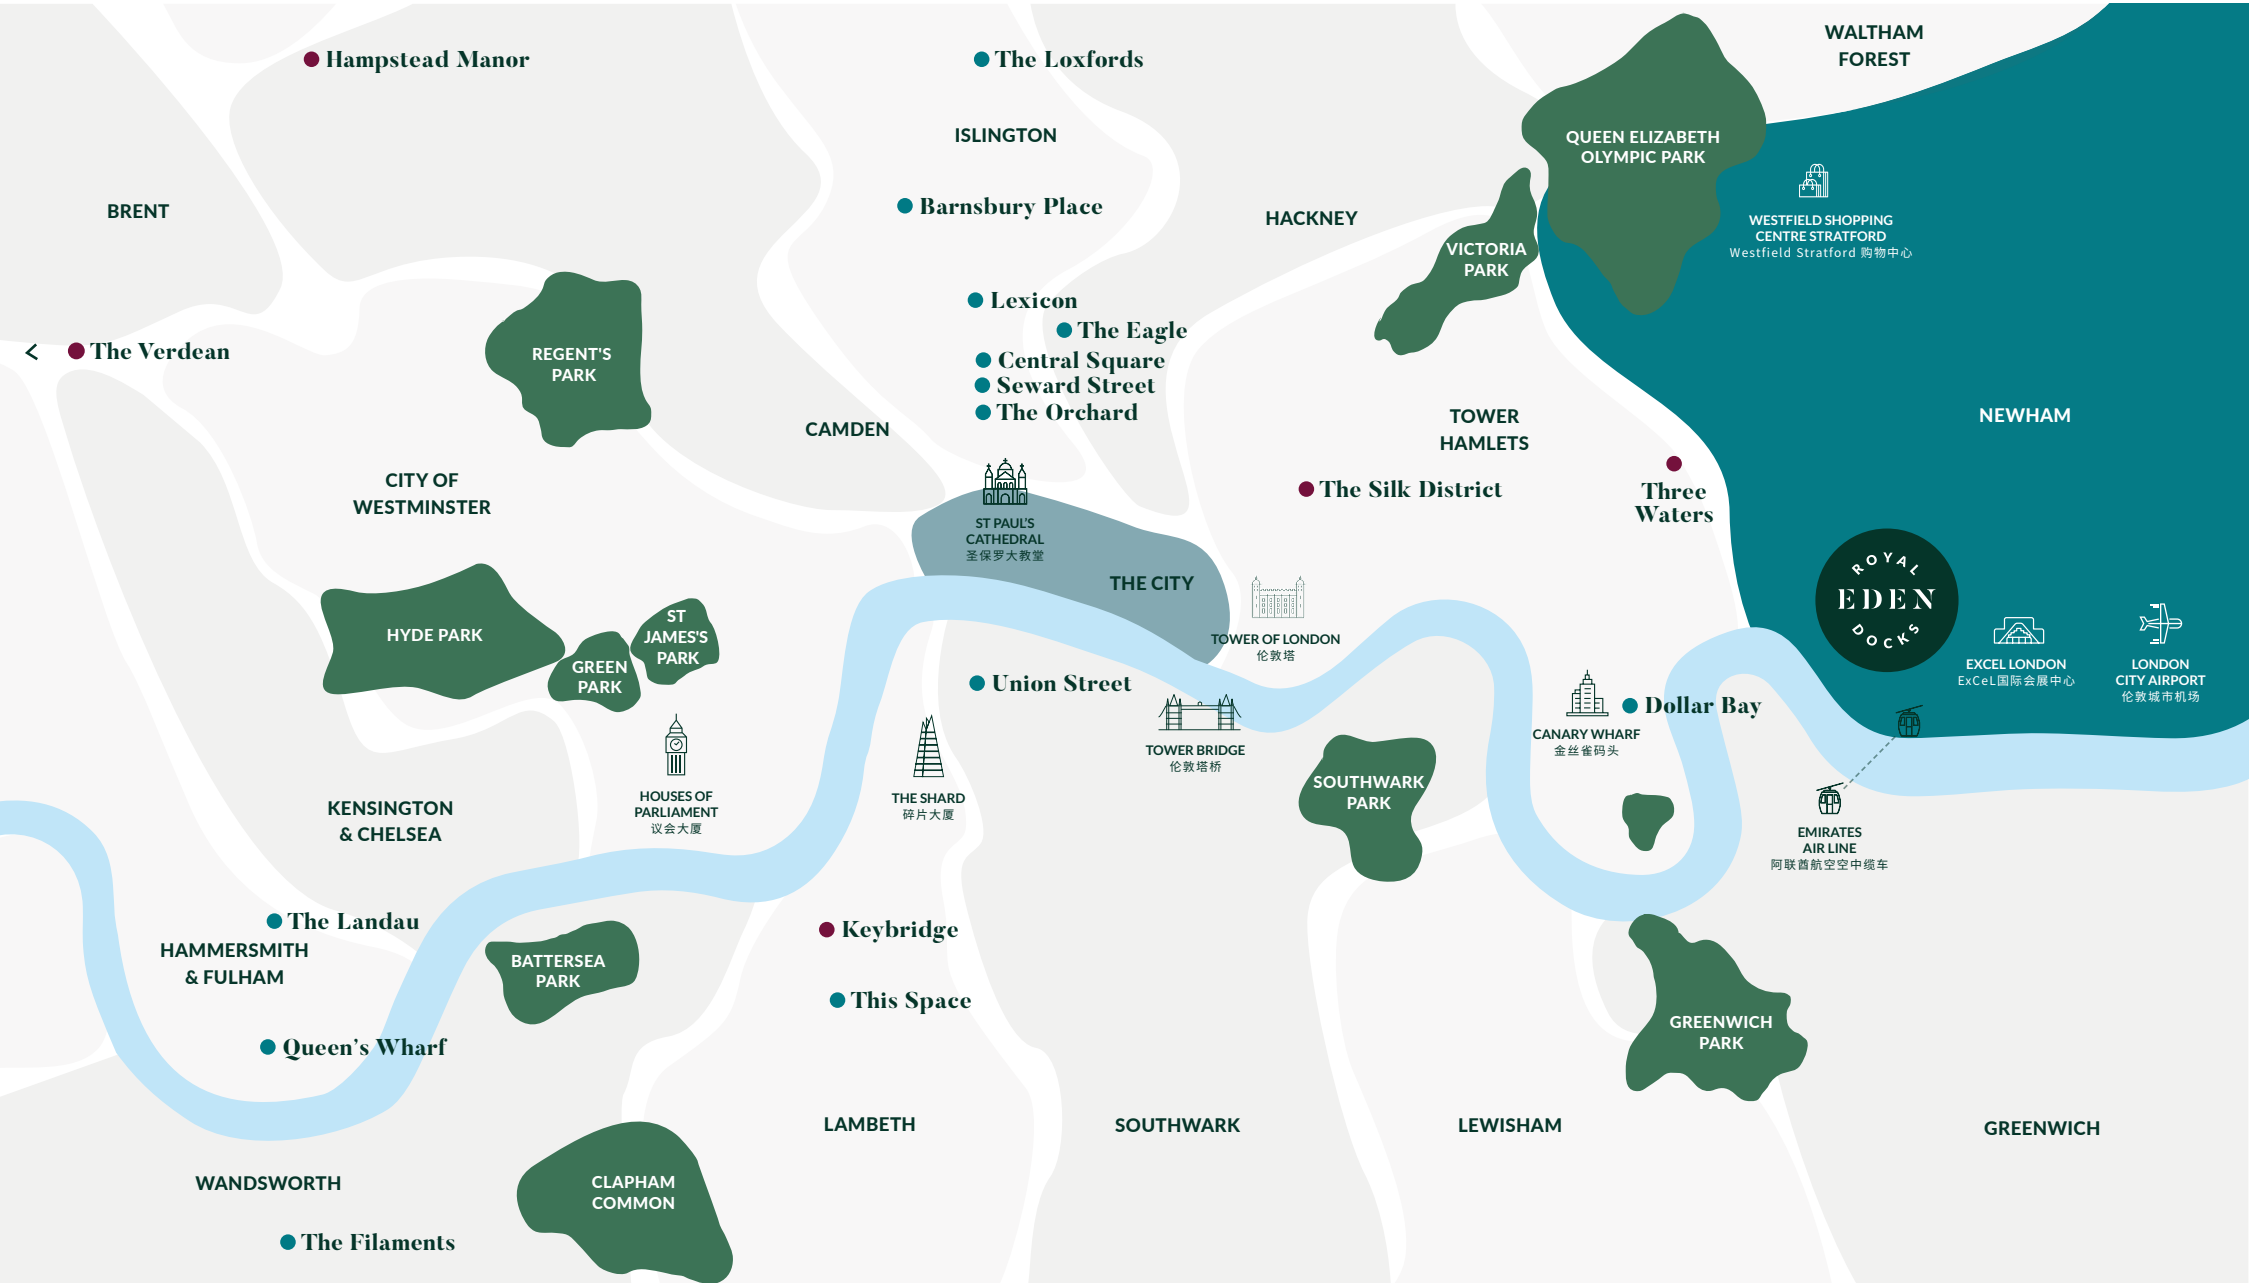 WALTHAM
FOREST
Hampstead Manor
The Loxfords
ISLINGTON
QUEEN ELIZABETH
OLYMPIC PARK
BRENT
Barnsbury Place
HACKNEY
WESTFIELD SHOPPING
CENTRE STRATFORD
Westfield Stratford 购物中心
VICTORIA
PARK
Lexicon
The Eagle
Central Square
Seward Street
The Orchard
< The Verdean
REGENT'S
PARK
CAMDEN
TOWER
HAMLETS
NEWHAM
CITY OF
WESTMINSTER
The Silk District
Three
Waters
ST PAUL'S
CATHEDRAL
圣保罗大教堂
THE CITY
ROYAL
EDEN
DOCKS
TOWER OF LONDON
伦敦塔
HYDE PARK
GREEN
PARK
ST
JAMES'S
PARK
EXCEL LONDON
ExCeL国际会展中心
LONDON
CITY AIRPORT
伦敦城市机场
Union Street
Dollar Bay
CANARY WHARF
金丝雀码头
TOWER BRIDGE
伦敦塔桥
HOUSES OF
PARLIAMENT
议会大厦
THE SHARD
碎片大厦
SOUTHWARK
PARK
KENSINGTON
& CHELSEA
EMIRATES
AIR LINE
阿联酋航空空中缆车
The Landau
HAMMERSMITH
& FULHAM
Keybridge
BATTERSEA
PARK
This Space
Queen's Wharf
GREENWICH
PARK
LAMBETH
SOUTHWARK
LEWISHAM
GREENWICH
WANDSWORTH
CLAPHAM
COMMON
The Filaments